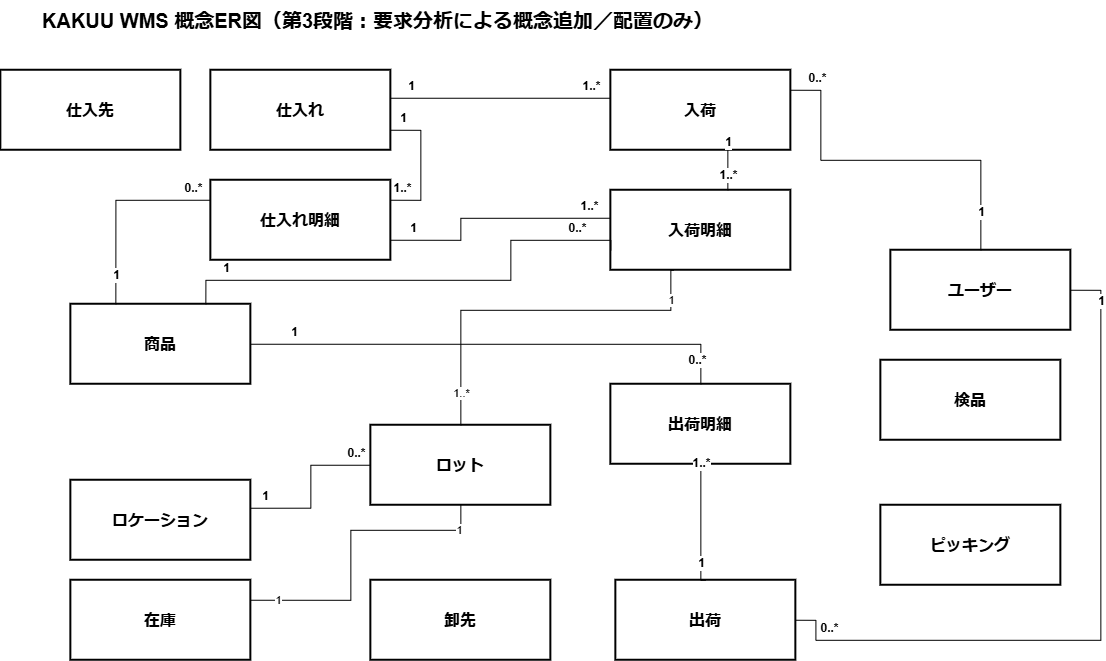 KAKUU WMS 概念ER図（第3段階：要求分析による概念追加／配置のみ）
仕入先
仕入れ
1
1..*
入荷
0..*
1
1
0..*
仕入れ明細
1..*
1..*
1
1..*
0..*
入荷明細
1
1
1
1
ユーザー
1
商品
1
1
0..*
検品
1..*
出荷明細
0..*
ロット
1..*
1
ロケーション
1
ピッキング
1
1
在庫
卸先
出荷
0..*